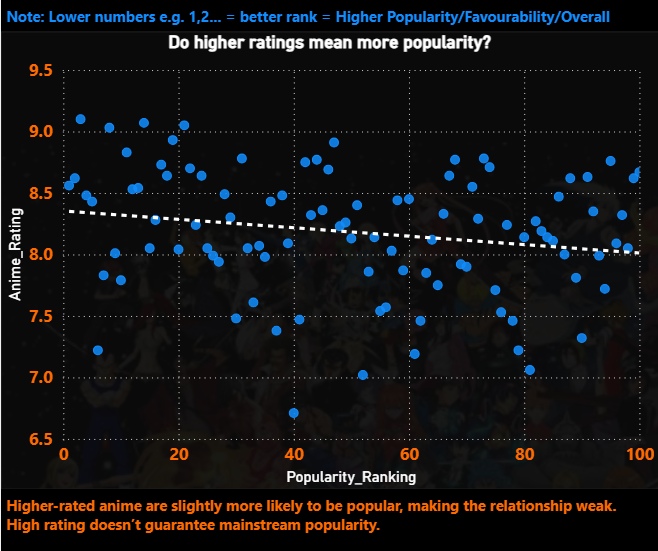 Note: Lower numbers e.g. 1,2... = better rank = Higher Popularity/Favourability/Overall
Do higher ratings mean more popularity?
9.5
9.0
8.5
8.0
7.5
7.0
6.5
Anime_Rating
0 20 40 60 80 100
Popularity_Ranking
Higher-rated anime are slightly more likely to be popular, making the relationship weak.
High rating doesn't guarantee mainstream popularity.